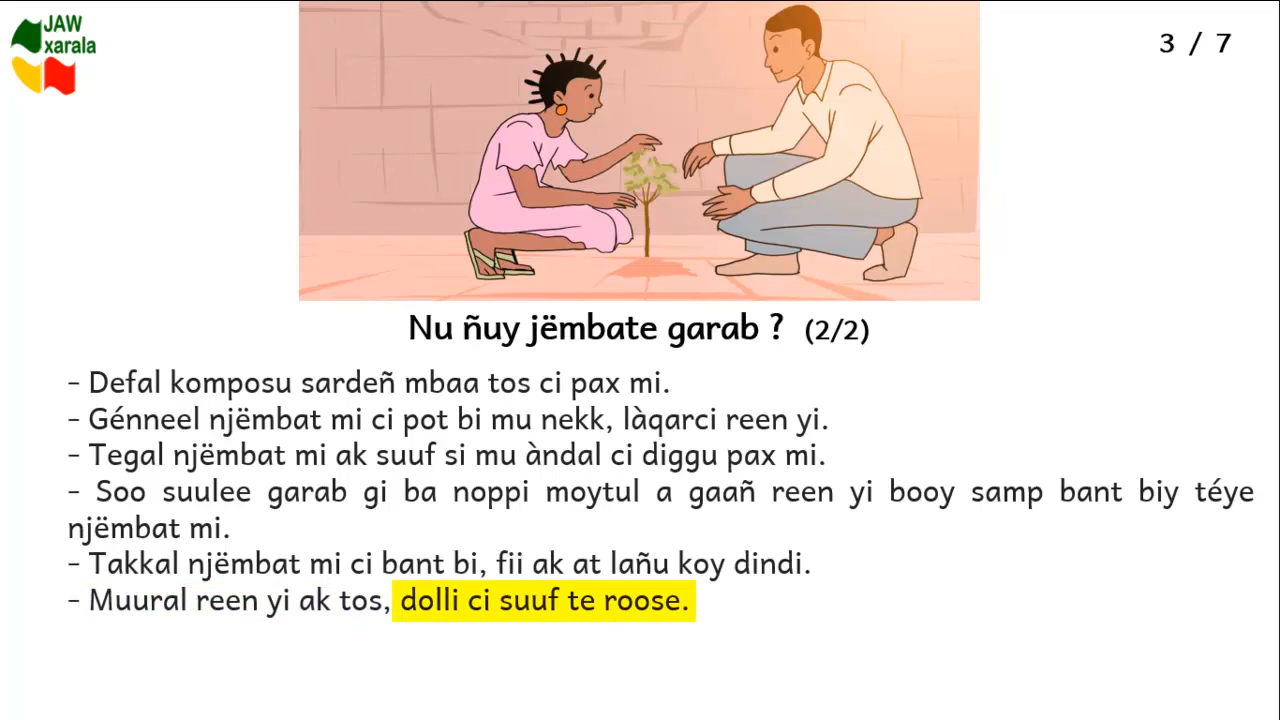 JAW
xarala
3 / 7
Nu ñuy jëmbate garab ? (2/2)
- Defal komposu sardeñ mbaa tos ci pax mi.
- Génneel njëmbat mi ci pot bi mu nekk, làqarci reen yi.
- Tegal njëmbat mi ak suuf si mu àndal ci diggu pax mi.
- Soo suulee garab gi ba noppi moytul a gaañ reen yi booy samp bant biy téye
njëmbat mi.
- Takkal njëmbat mi ci bant bi, fii ak at lañu koy dindi.
- Muural reen yi ak tos, dolli ci suuf te roose.